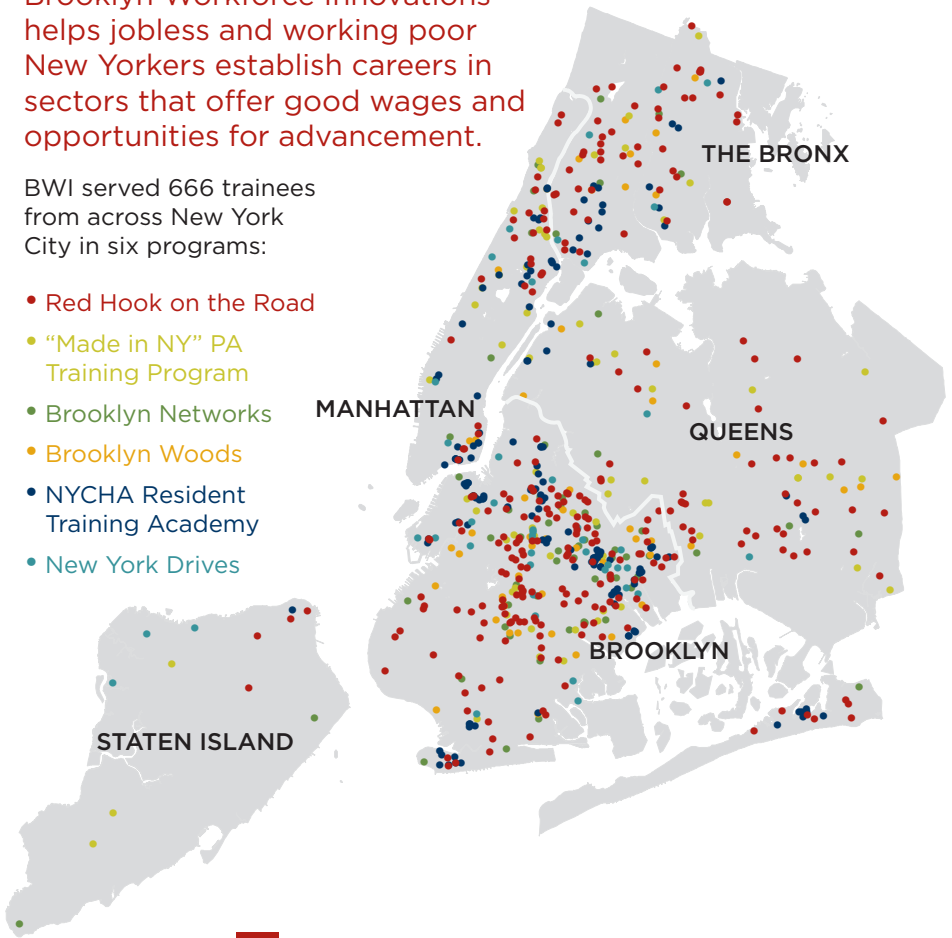 Brooklyn Workforce Innovations
helps jobless and working poor
New Yorkers establish careers in
sectors that offer good wages and
opportunities for advancement.
BWI served 666 trainees
from across New York
City in six programs:
• Red Hook on the Road
• “Made in NY” PA
Training Program
• Brooklyn Networks
• Brooklyn Woods
• NYCHA Resident
Training Academy
• New York Drives
THE BRONX
MANHATTAN
QUEENS
BROOKLYN
STATEN ISLAND